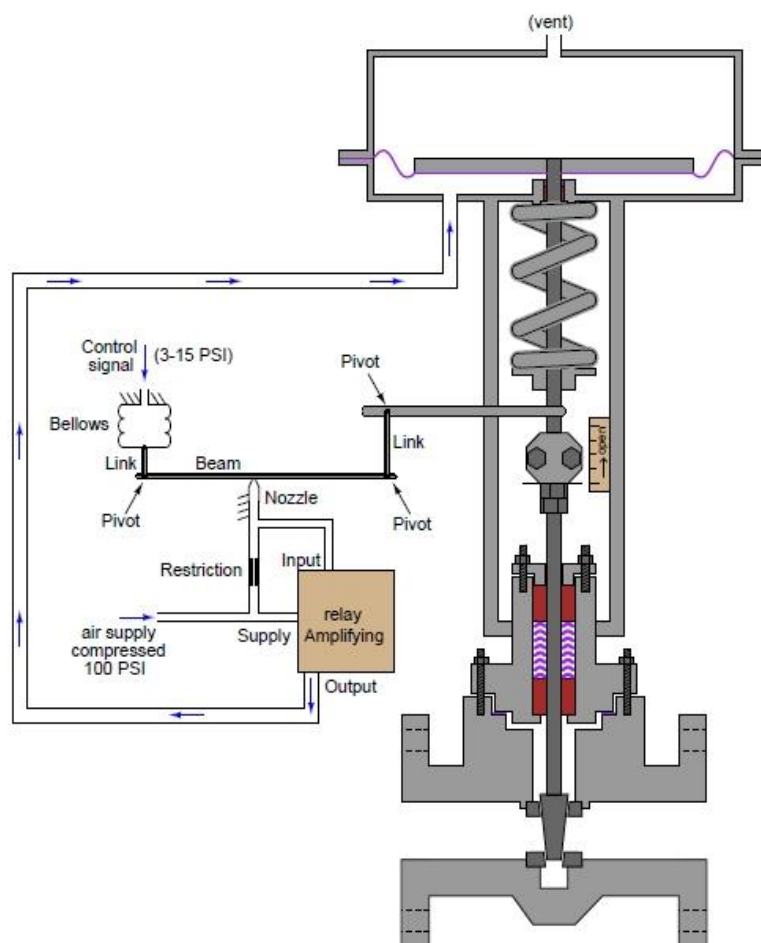 (vent)
Control
signal
(3-15 PSI)
Pivot
Bellows
Link
Link
Beam
Pivot
Nozzle
Pivot
Restriction
Input
relay
Amplifying
air supply
compressed
100 PSI
Supply
Output
open